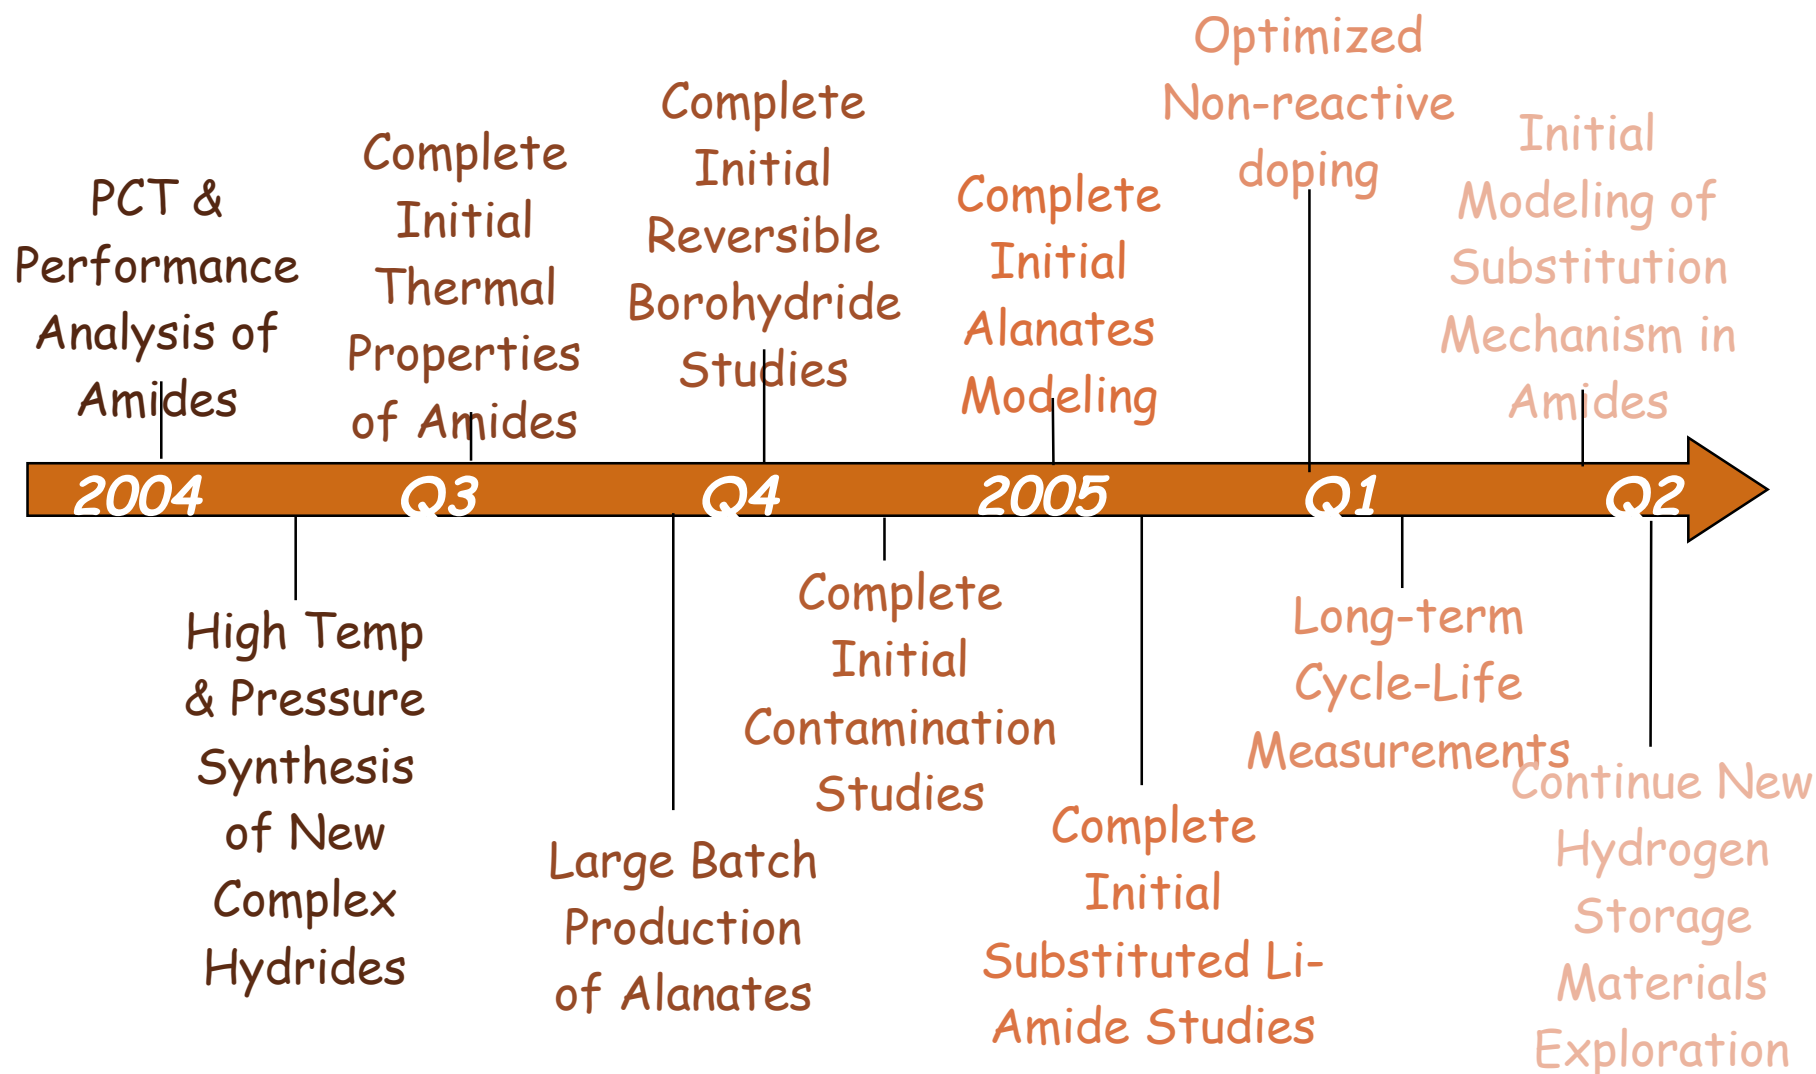 PCT &
Performance
Analysis of
Amides
Complete
Initial
Thermal
Properties
of Amides
Complete
Initial
Reversible
Borohydride
Studies
Complete
Initial
Alanates
Modeling
Optimized
Non-reactive
doping
Initial
Modeling of
Substitution
Mechanism in
Amides
2004 Q3 Q4 2005 Q1 Q2
High Temp
& Pressure
Synthesis
of New
Complex
Hydrides
Large Batch
Production
of Alanates
Complete
Initial
Contamination
Studies
Complete
Initial
Substituted Li-
Amide Studies
Long-term
Cycle-Life
Measurements
Continue New
Hydrogen
Storage
Materials
Exploration